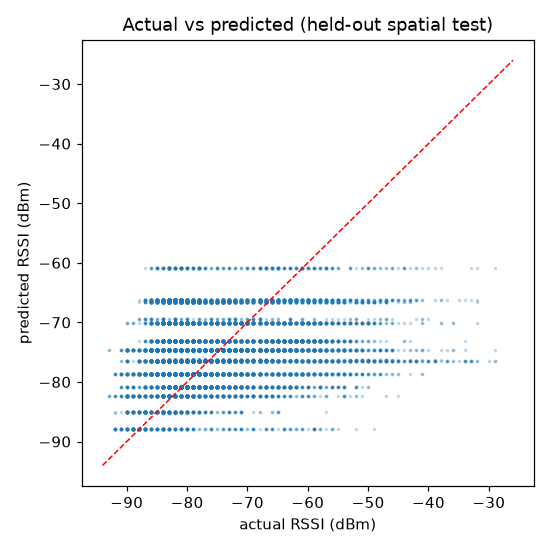 Actual vs predicted (held-out spatial test)
predicted RSSI (dBm)
−30
−40
−50
−60
−70
−80
−90
−90 −80 −70 −60 −50 −40 −30
actual RSSI (dBm)